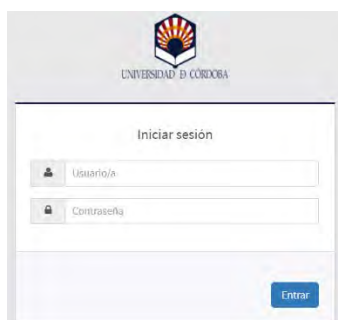 UNIVERSIDAD Ð CÓRDOBA
Iniciar sesión
Usuario/a
Contraseña
Entrar